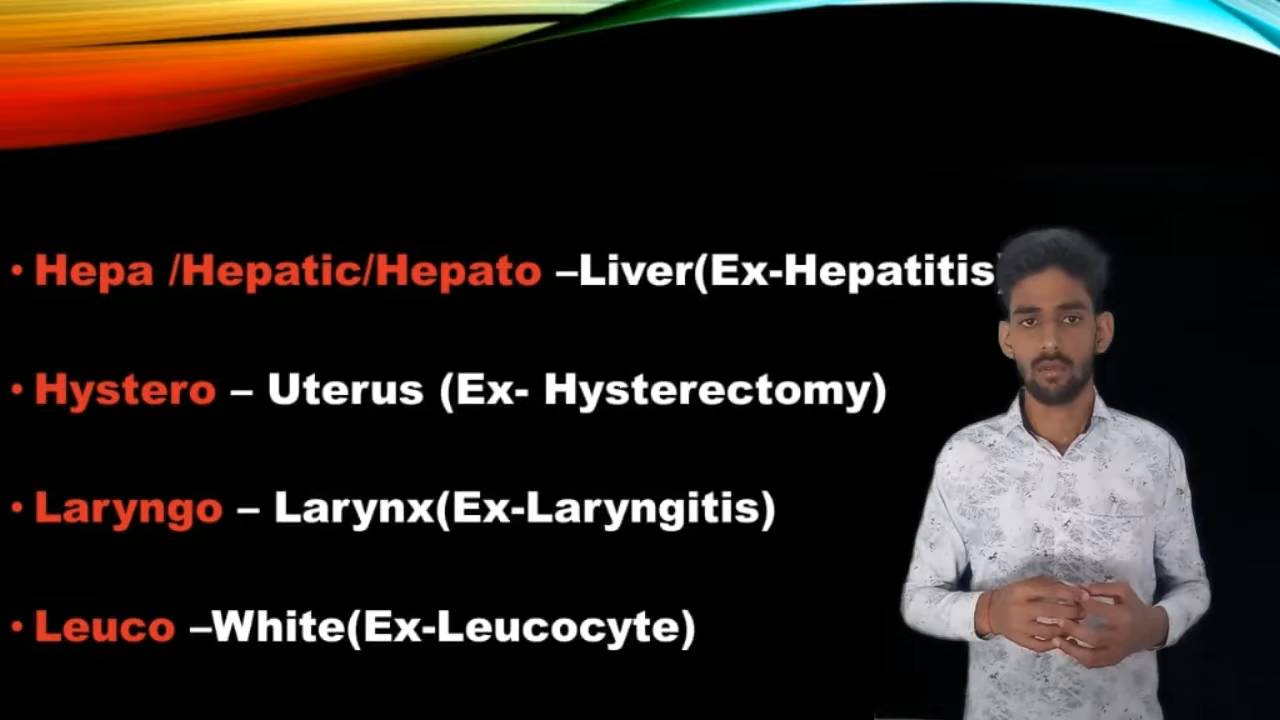 • Hepa /Hepatic/Hepato –Liver(Ex-Hepatitis)
• Hystero – Uterus (Ex- Hysterectomy)
• Laryngo – Larynx(Ex-Laryngitis)
• Leuco –White(Ex-Leucocyte)